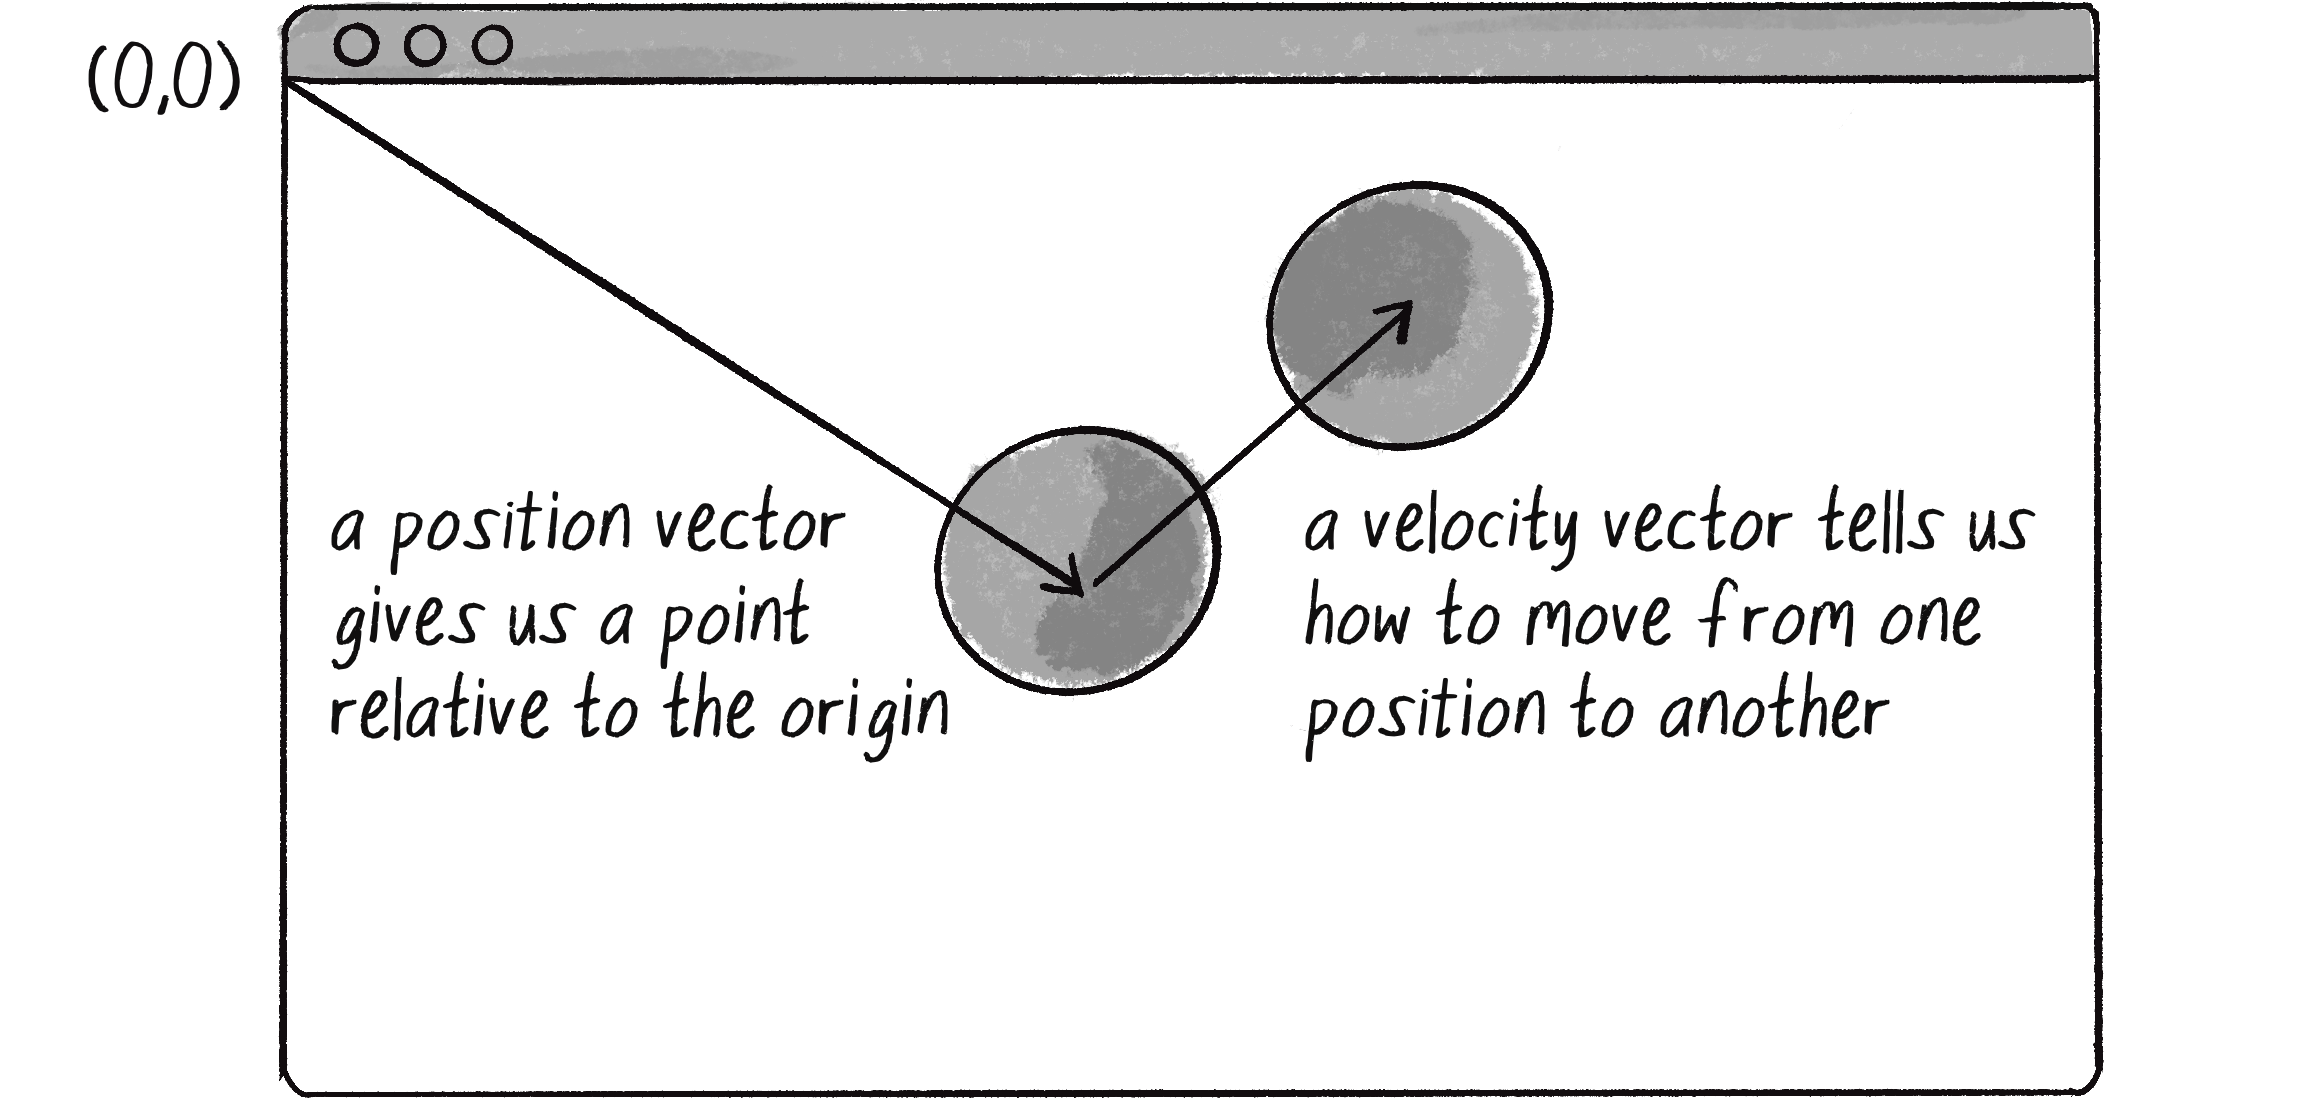 (0,0)
a position vector
gives us a point
relative to the origin
a velocity vector tells us
how to move from one
position to another